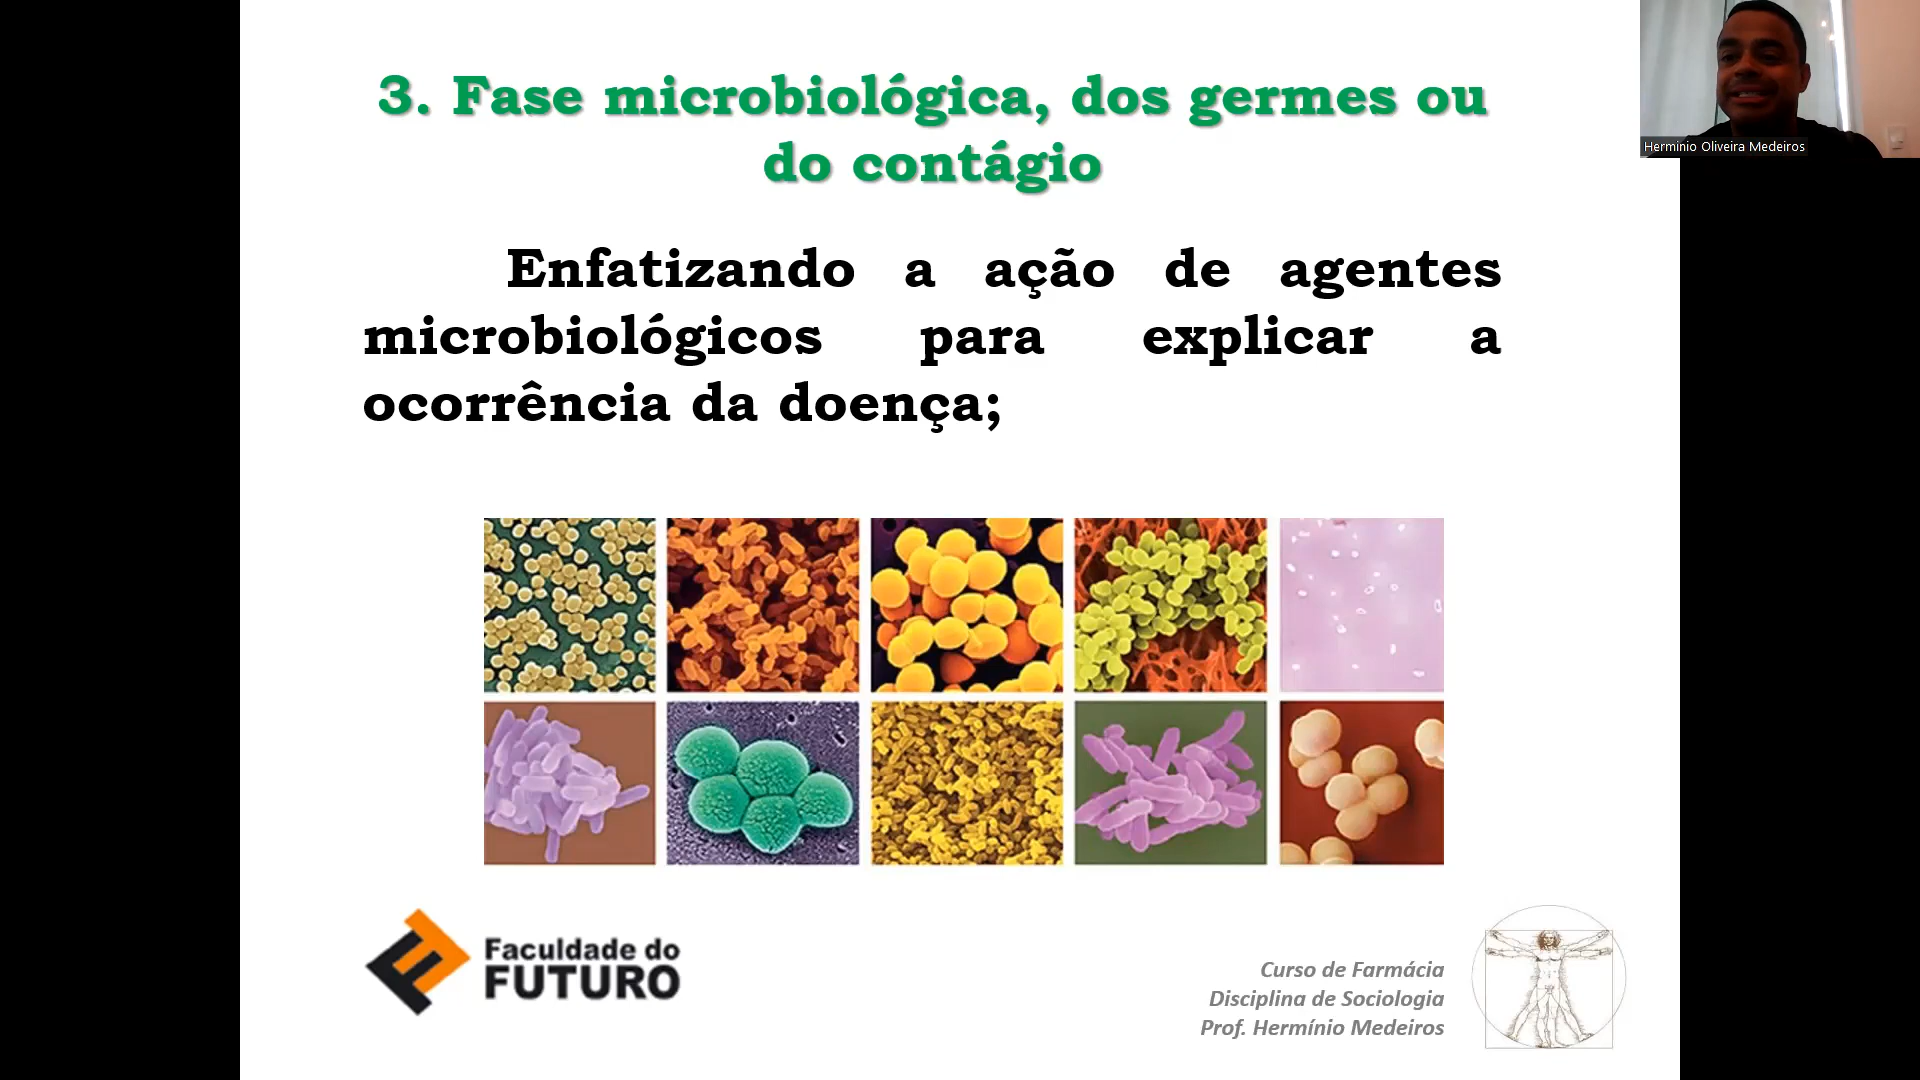 3. Fase microbiológica, dos germes ou
do contágio
Herminio Oliveira Medeiros
Enfatizando a ação de agentes
microbiológicos para explicar a
ocorrência da doença;
Faculdade do
FUTURO
Curso de Farmácia
Disciplina de Sociologia
Prof. Hermínio Medeiros